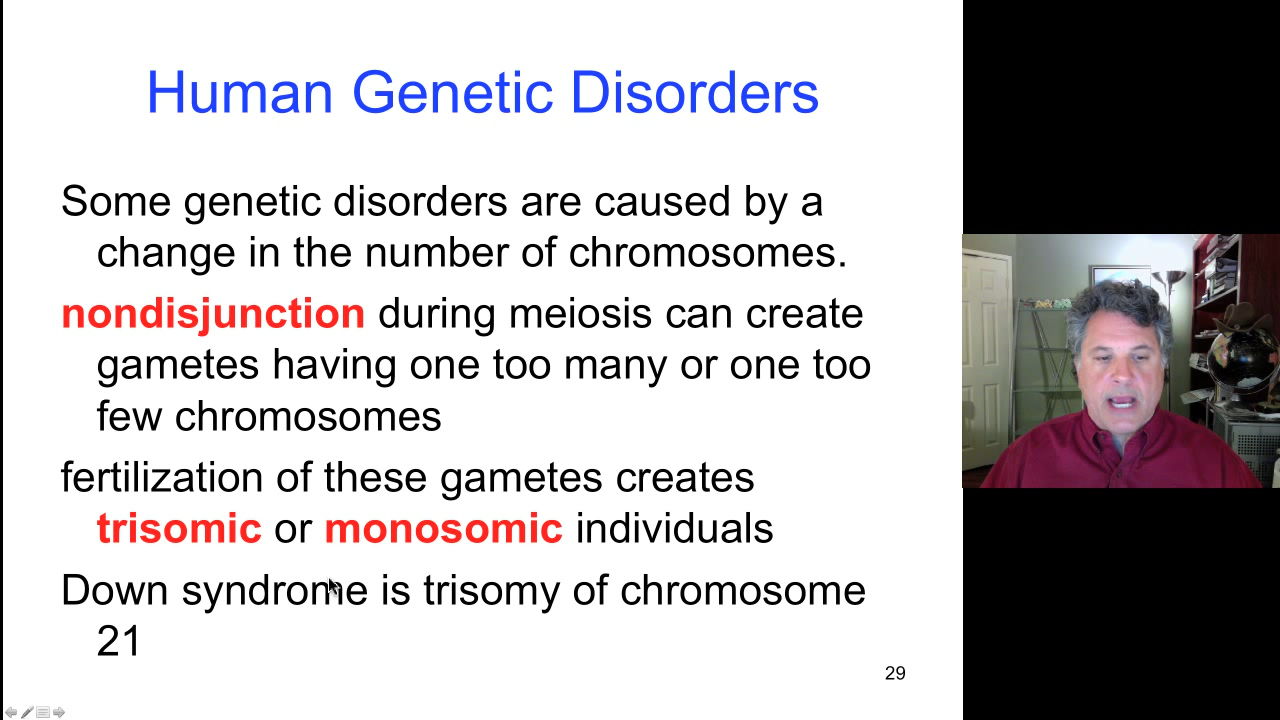 Human Genetic Disorders
Some genetic disorders are caused by a
change in the number of chromosomes.
nondisjunction during meiosis can create
gametes having one too many or one too
few chromosomes
fertilization of these gametes creates
trisomic or monosomic individuals
Down syndrome is trisomy of chromosome
21
29